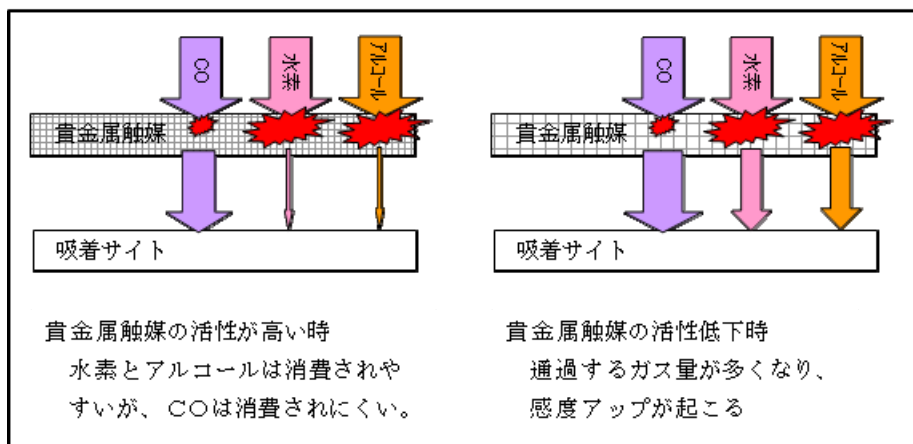 CO
水素
アルコール
貴金属触媒
吸着サイト
貴金属触媒の活性が高い時
水素とアルコールは消費されや
すいが、COは消費されにくい。
CO
水素
アルコール
貴金属触媒
吸着サイト
貴金属触媒の活性低下時
通過するガス量が多くなり、
感度アップが起こる